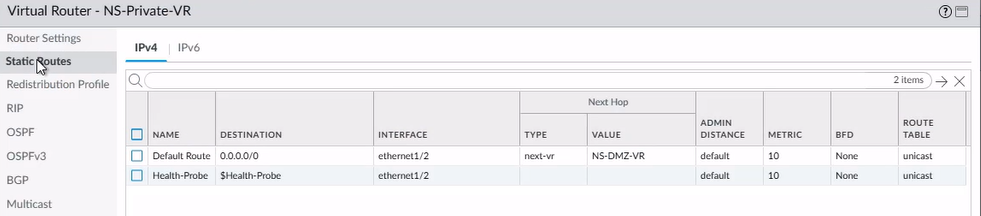 Virtual Router - NS-Private-VR
Router Settings
Static Routes
Redistribution Profile
RIP
OSPF
OSPFv3
BGP
Multicast
IPv4 IPv6
2 items
Next Hop
NAME DESTINATION INTERFACE TYPE VALUE ADMIN DISTANCE METRIC BFD ROUTE TABLE
Default Route 0.0.0.0/0 ethernet1/2 next-vr NS-DMZ-VR default 10 None unicast
Health-Probe $Health-Probe ethernet1/2 default 10 None unicast